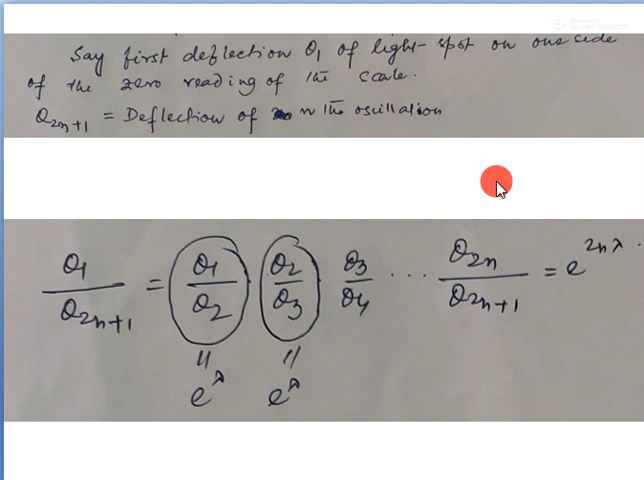 Say first deflection θ₁ of light-spot on one side
of the zero reading of the scale.
θ₂ₙ₊₁ = Deflection of n the oscillation
θ₁/θ₂ₙ₊₁ = θ₁/θ₂ θ₂/θ₃ θ₃/θ₄ ... θ₂ₙ/θ₂ₙ₊₁ = e^{2nλ}.
= =
e^λ e^λ